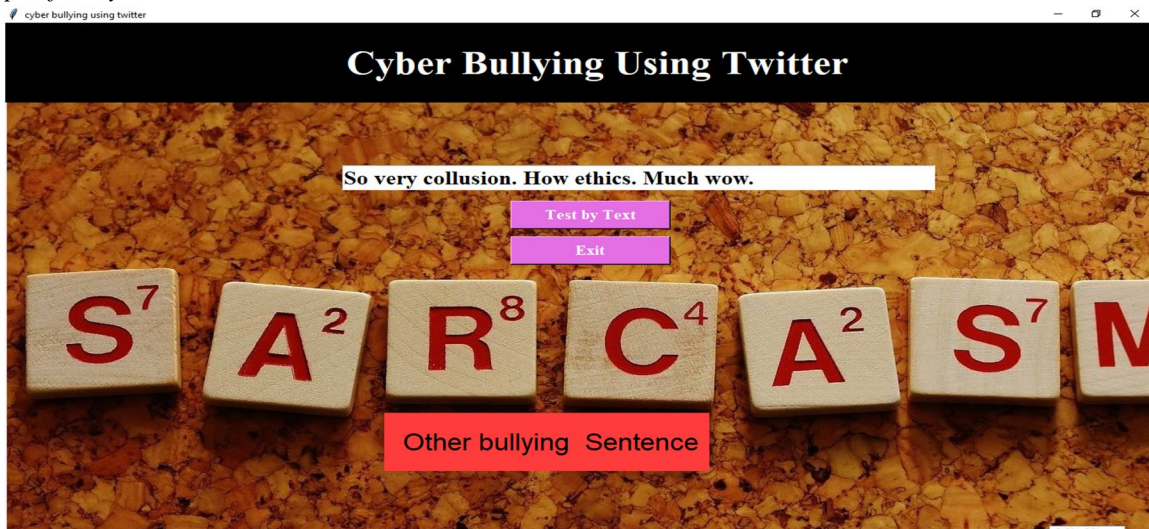 cyber bullying using twitter
Cyber Bullying Using Twitter
So very collusion. How ethics. Much wow.
Test by Text
Exit
S7 A2 R8 C4 A2 S7 M
Other bullying  Sentence